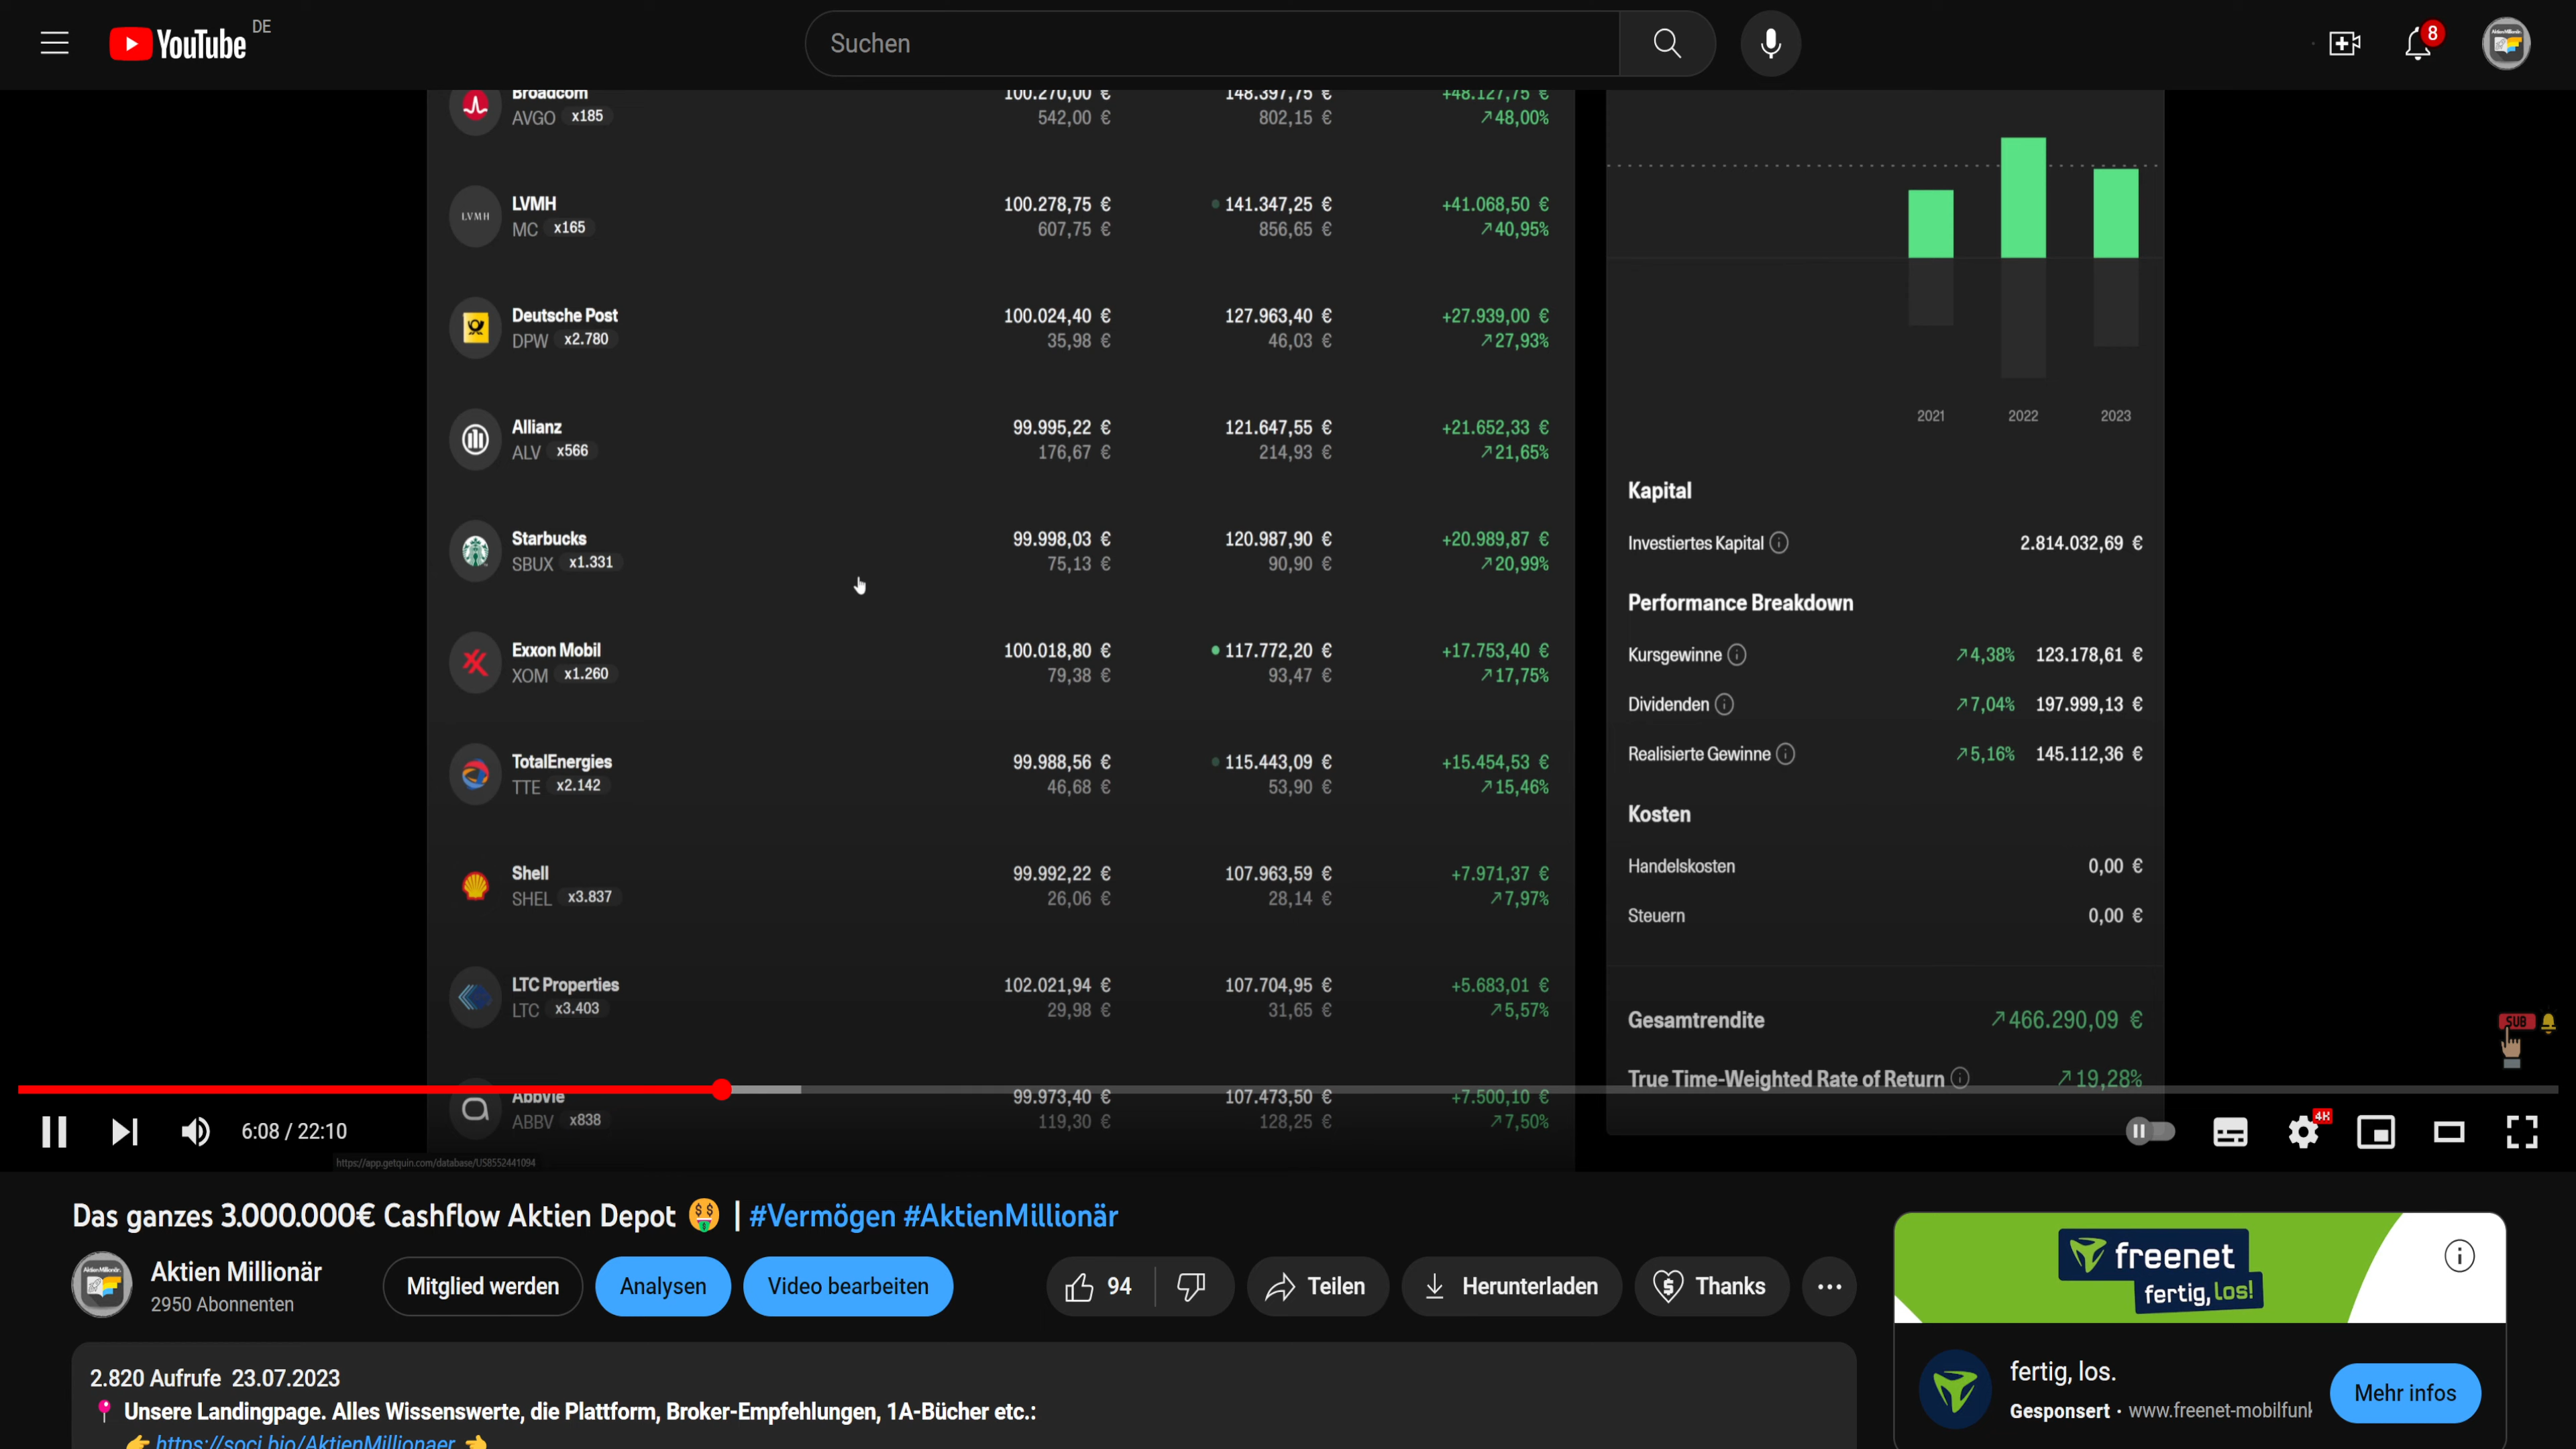 YouTube DE
Suchen
8
Broadcom 100.270,00 € 148.397,75 € +48.127,75 €
AVGO x185 542,00 € 802,15 € ↗48,00%
LVMH
LVMH 100.278,75 € 141.347,25 € +41.068,50 €
MC x165 607,75 € 856,65 € ↗40,95%
Deutsche Post 100.024,40 € 127.963,40 € +27.939,00 €
DPW x2.780 35,98 € 46,03 € ↗27,93%
Allianz 99.995,22 € 121.647,55 € +21.652,33 €
ALV x566 176,67 € 214,93 € ↗21,65%
Starbucks 99.998,03 € 120.987,90 € +20.989,87 €
SBUX x1.331 75,13 € 90,90 € ↗20,99%
Exxon Mobil 100.018,80 € 117.772,20 € +17.753,40 €
XOM x1.260 79,38 € 93,47 € ↗17,75%
TotalEnergies 99.988,56 € 115.443,09 € +15.454,53 €
TTE x2.142 46,68 € 53,90 € ↗15,46%
Shell 99.992,22 € 107.963,59 € +7.971,37 €
SHEL x3.837 26,06 € 28,14 € ↗7,97%
LTC Properties 102.021,94 € 107.704,95 € +5.683,01 €
LTC x3.403 29,98 € 31,65 € ↗5,57%
AbbVie 99.973,40 € 107.473,50 € +7.500,10 €
ABBV x838 119,30 € 128,25 € ↗7,50%
2021 2022 2023
Kapital
Investiertes Kapital 2.814.032,69 €
Performance Breakdown
Kursgewinne ↗4,38% 123.178,61 €
Dividenden ↗7,04% 197.999,13 €
Realisierte Gewinne ↗5,16% 145.112,36 €
Kosten
Handelskosten 0,00 €
Steuern 0,00 €
Gesamtrendite ↗466.290,09 €
True Time-Weighted Rate of Return ↗19,28%
SUB
6:08 / 22:10
4K
https://app.getquin.com/database/US8552441094
Das ganzes 3.000.000€ Cashflow Aktien Depot 🤑 | #Vermögen #AktienMillionär
Aktien Millionär
2950 Abonnenten
Mitglied werden
Analysen
Video bearbeiten
94
Teilen
Herunterladen
Thanks
2.820 Aufrufe 23.07.2023
📍 Unsere Landingpage. Alles Wissenswerte, die Plattform, Broker-Empfehlungen, 1A-Bücher etc.:
👉 https://soci.bio/AktienMillionaer 👈
freenet
fertig, los!
fertig, los.
Gesponsert · www.freenet-mobilfunk
Mehr infos